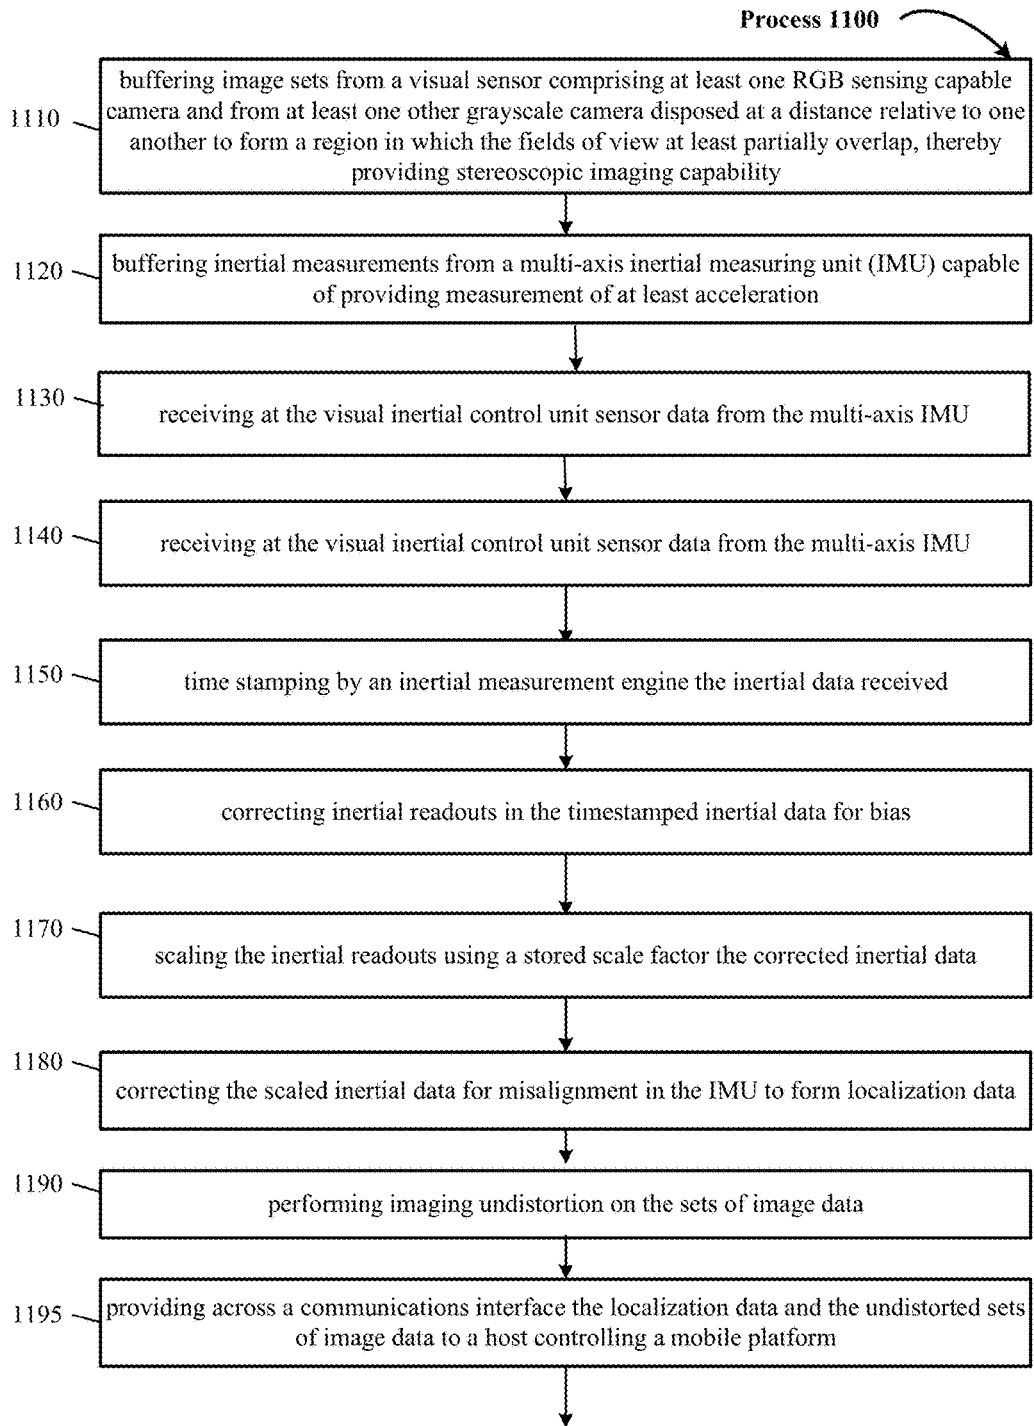 Process 1100
1110
buffering image sets from a visual sensor comprising at least one RGB sensing capable
camera and from at least one other grayscale camera disposed at a distance relative to one
another to form a region in which the fields of view at least partially overlap, thereby
providing stereoscopic imaging capability
1120
buffering inertial measurements from a multi-axis inertial measuring unit (IMU) capable
of providing measurement of at least acceleration
1130
receiving at the visual inertial control unit sensor data from the multi-axis IMU
1140
receiving at the visual inertial control unit sensor data from the multi-axis IMU
1150
time stamping by an inertial measurement engine the inertial data received
1160
correcting inertial readouts in the timestamped inertial data for bias
1170
scaling the inertial readouts using a stored scale factor the corrected inertial data
1180
correcting the scaled inertial data for misalignment in the IMU to form localization data
1190
performing imaging undistortion on the sets of image data
1195
providing across a communications interface the localization data and the undistorted sets
of image data to a host controlling a mobile platform